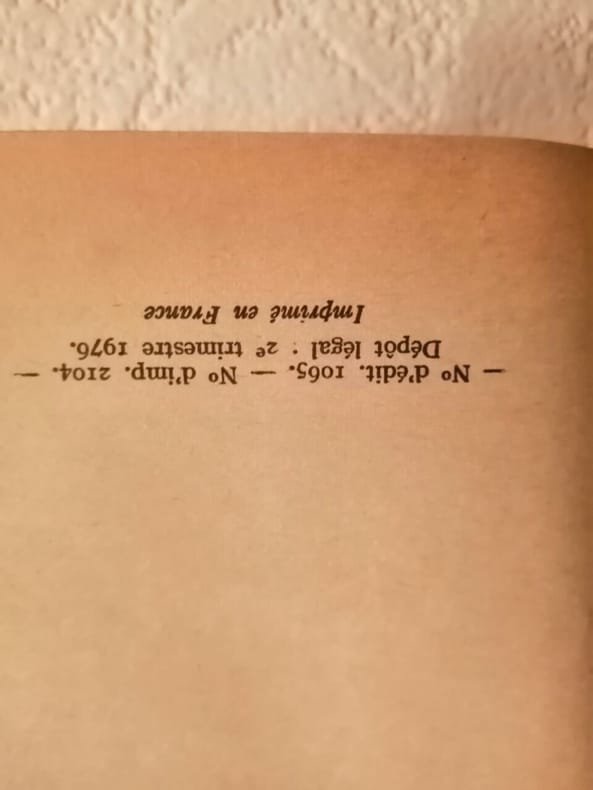 — Nº d'édit. 1065. — Nº d'imp. 2104. —
Dépôt légal : 2e trimestre 1976.
Imprimé en France